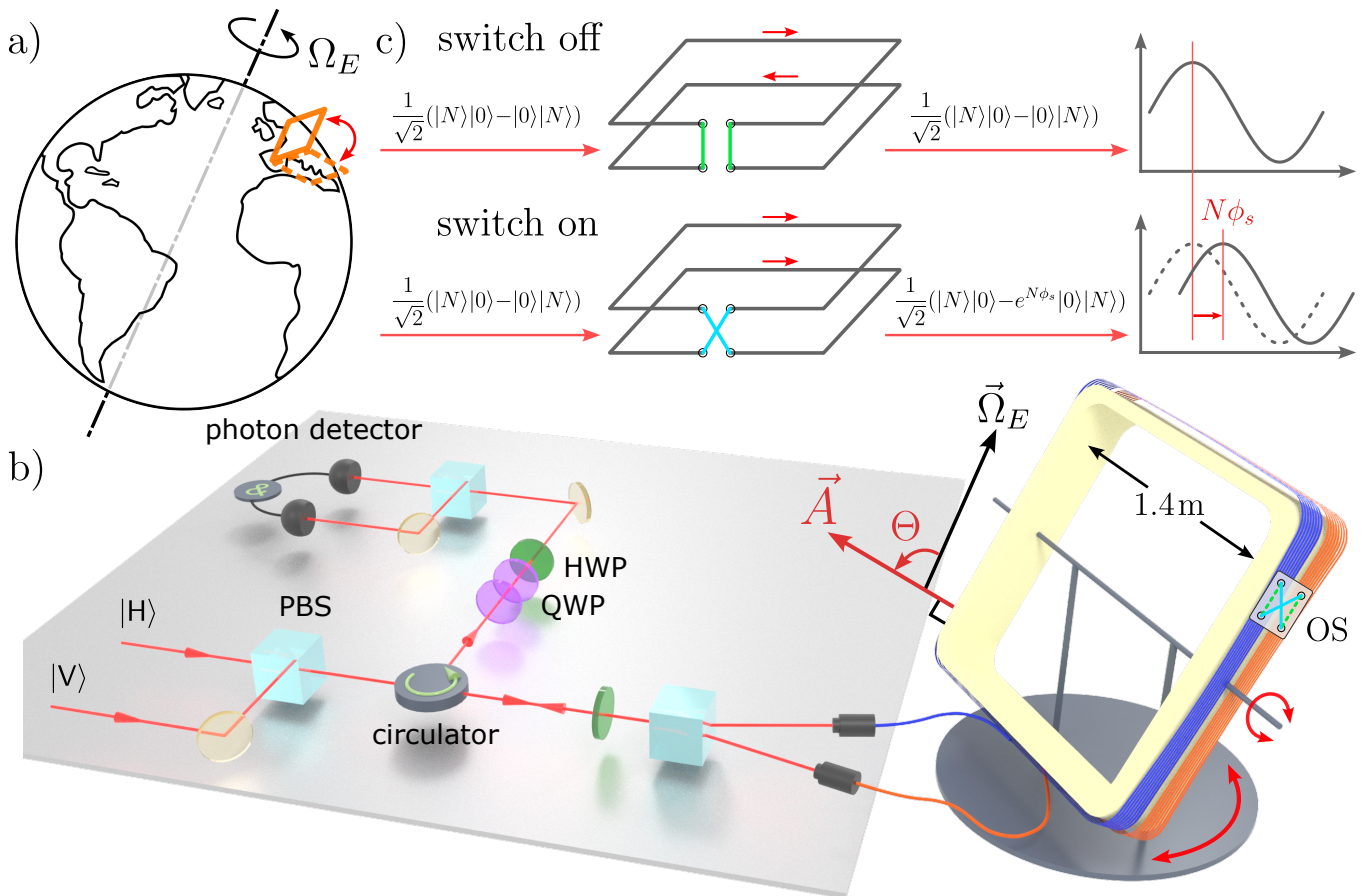 a)
Ω_E
c)
switch off
1/√2(|N⟩|0⟩−|0⟩|N⟩)
1/√2(|N⟩|0⟩−|0⟩|N⟩)
switch on
1/√2(|N⟩|0⟩−|0⟩|N⟩)
1/√2(|N⟩|0⟩−e^{Nϕ_s}|0⟩|N⟩)
Nϕ_s
b)
photon detector
&
HWP
QWP
PBS
|H⟩
|V⟩
circulator
Ω⃗_E
A⃗
Θ
1.4m
OS